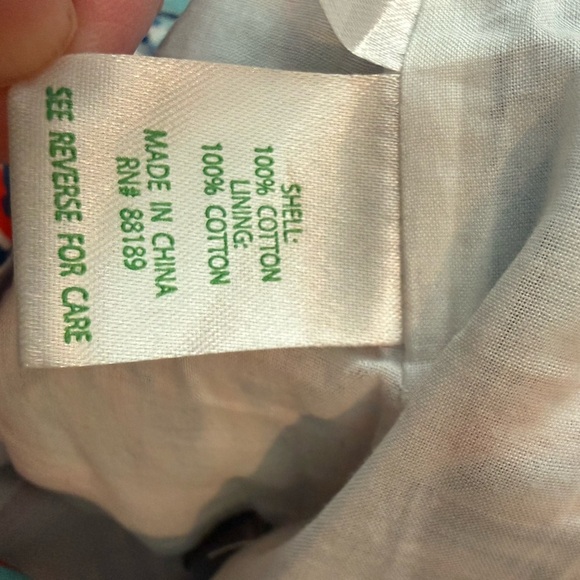 SHELL:
100% COTTON
LINING:
100% COTTON
MADE IN CHINA
RN# 88189
SEE REVERSE FOR CARE